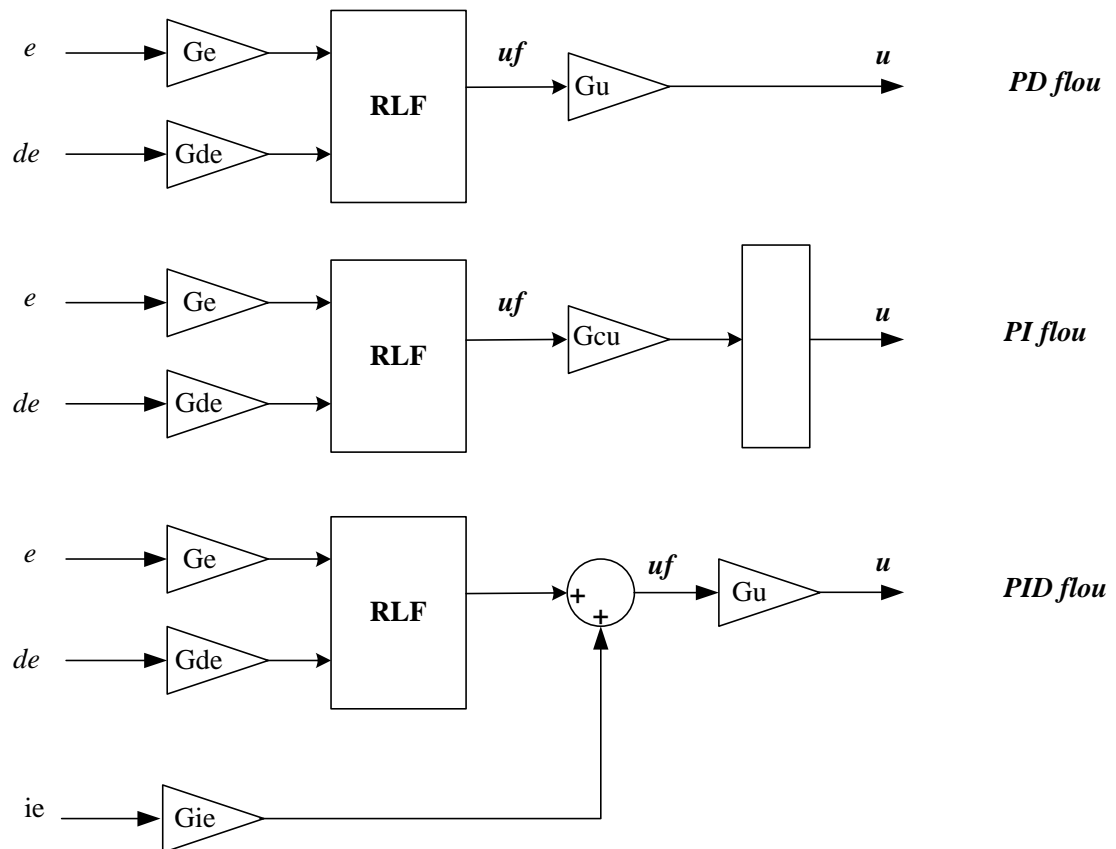 e
Ge
de
Gde
RLF
uf
Gu
u
PD flou
e
Ge
de
Gde
RLF
uf
Gcu
u
PI flou
e
Ge
de
Gde
RLF
+
+
uf
Gu
u
PID flou
ie
Gie